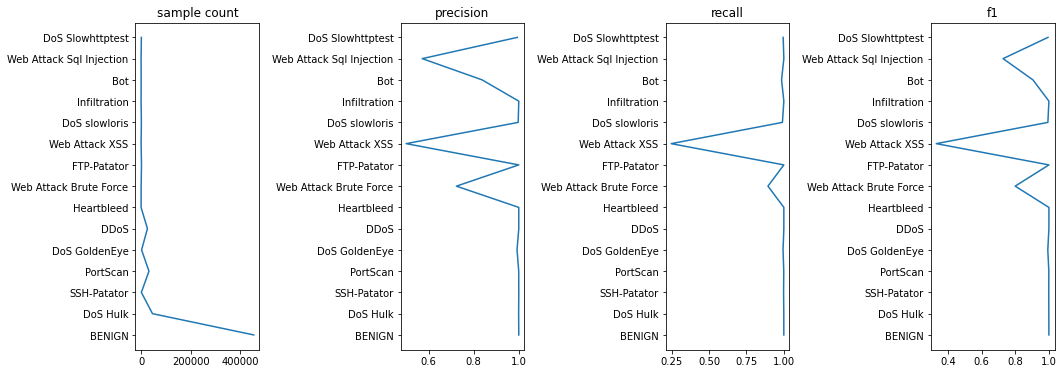 sample count
DoS Slowhttptest
Web Attack Sql Injection
Bot
Infiltration
DoS slowloris
Web Attack XSS
FTP-Patator
Web Attack Brute Force
Heartbleed
DDoS
DoS GoldenEye
PortScan
SSH-Patator
DoS Hulk
BENIGN
0 200000 400000
precision
DoS Slowhttptest
Web Attack Sql Injection
Bot
Infiltration
DoS slowloris
Web Attack XSS
FTP-Patator
Web Attack Brute Force
Heartbleed
DDoS
DoS GoldenEye
PortScan
SSH-Patator
DoS Hulk
BENIGN
0.6 0.8 1.0
recall
DoS Slowhttptest
Web Attack Sql Injection
Bot
Infiltration
DoS slowloris
Web Attack XSS
FTP-Patator
Web Attack Brute Force
Heartbleed
DDoS
DoS GoldenEye
PortScan
SSH-Patator
DoS Hulk
BENIGN
0.25 0.50 0.75 1.00
f1
DoS Slowhttptest
Web Attack Sql Injection
Bot
Infiltration
DoS slowloris
Web Attack XSS
FTP-Patator
Web Attack Brute Force
Heartbleed
DDoS
DoS GoldenEye
PortScan
SSH-Patator
DoS Hulk
BENIGN
0.4 0.6 0.8 1.0